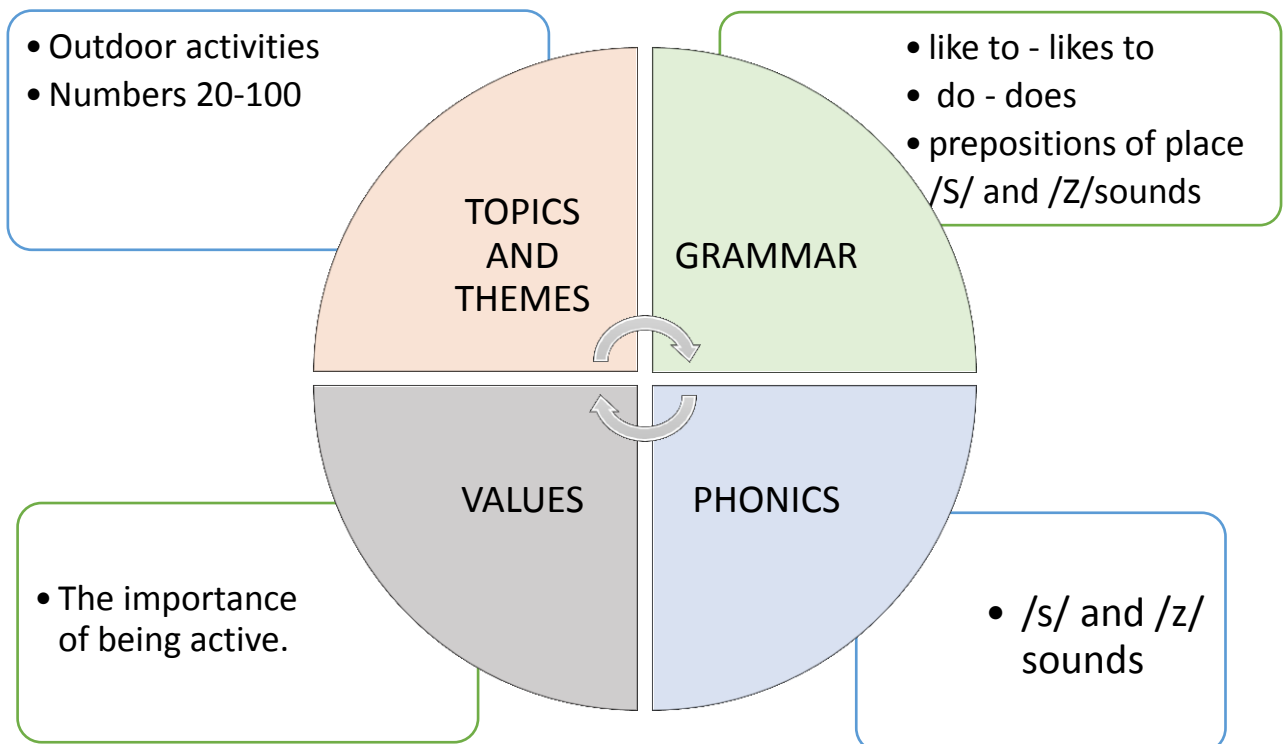 • Outdoor activities
• Numbers 20-100
• like to - likes to
• do - does
• prepositions of place
/S/ and /Z/sounds
TOPICS
AND
THEMES
GRAMMAR
VALUES
PHONICS
• The importance
of being active.
• /s/ and /z/
sounds